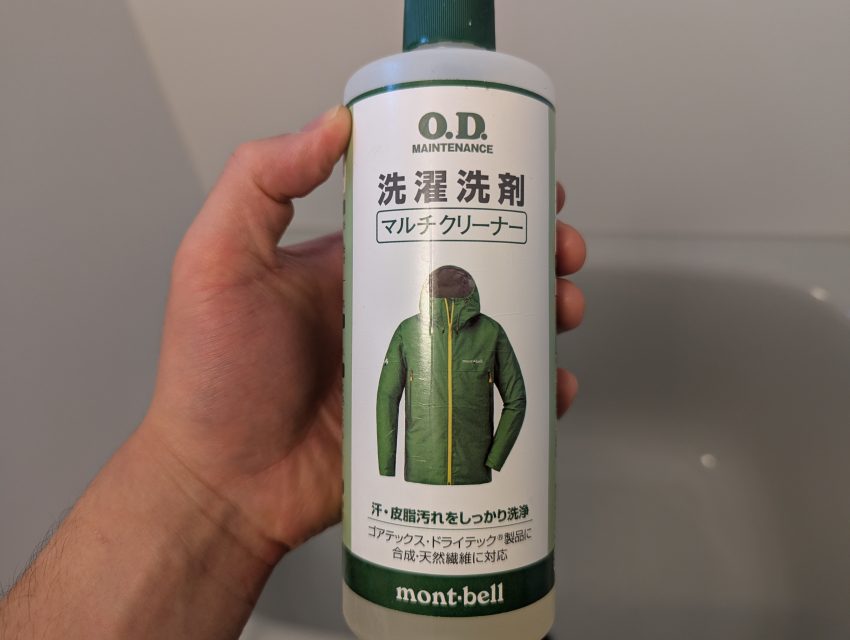 O.D.
MAINTENANCE
洗濯洗剤
マルチクリーナー
mont-bell
汗・皮脂汚れをしっかり洗浄
ゴアテックス・ドライテック®製品に
合成・天然繊維に対応
mont-bell